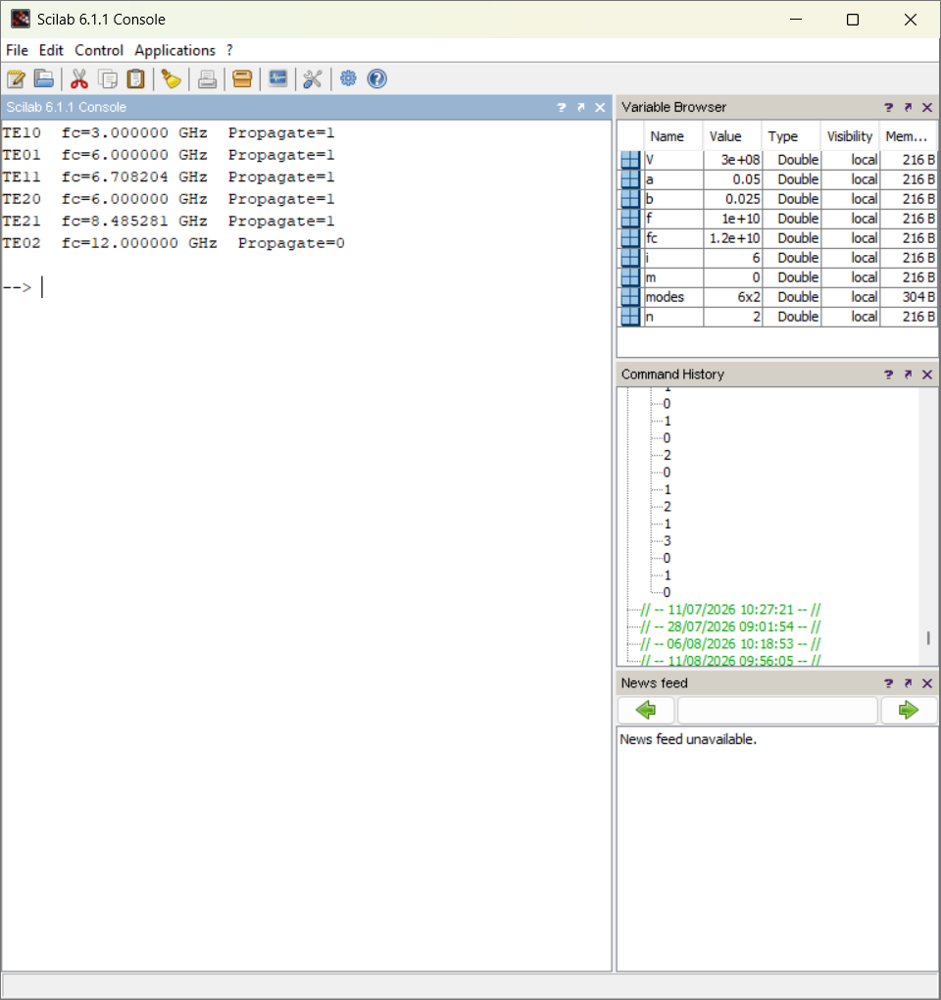 Scilab 6.1.1 Console
File Edit Control Applications ?
Scilab 6.1.1 Console
TE10  fc=3.000000 GHz  Propagate=1
TE01  fc=6.000000 GHz  Propagate=1
TE11  fc=6.708204 GHz  Propagate=1
TE20  fc=6.000000 GHz  Propagate=1
TE21  fc=8.485281 GHz  Propagate=1
TE02  fc=12.000000 GHz  Propagate=0
-->
Variable Browser
Name Value Type Visibility Mem...
V 3e+08 Double local 216 B
a 0.05 Double local 216 B
b 0.025 Double local 216 B
f 1e+10 Double local 216 B
fc 1.2e+10 Double local 216 B
i 6 Double local 216 B
m 0 Double local 216 B
modes 6x2 Double local 304 B
n 2 Double local 216 B
Command History
1
0
1
0
2
0
1
2
1
3
0
1
0
// -- 11/07/2026 10:27:21 -- //
// -- 28/07/2026 09:01:54 -- //
// -- 06/08/2026 10:18:53 -- //
// -- 11/08/2026 09:56:05 -- //
News feed
News feed unavailable.